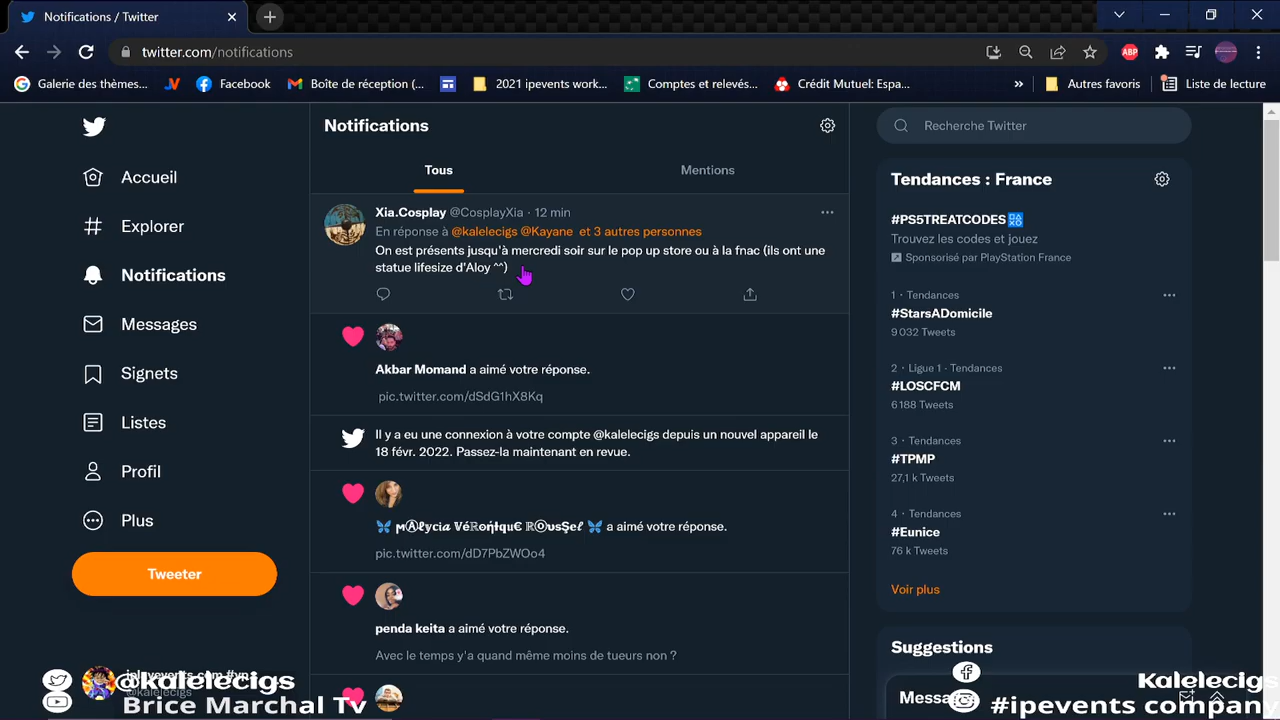 Notifications / Twitter
twitter.com/notifications
ABP
Galerie des thèmes...
Facebook
Boîte de réception (...
2021 ipevents work...
Comptes et relevés...
Crédit Mutuel: Espa...
»
Autres favoris
Liste de lecture
Accueil
Explorer
Notifications
Messages
Signets
Listes
Profil
Plus
Tweeter
@kalelecigs
@kalelecigs
Brice Marchal Tv
Notifications
Tous
Mentions
Xia.Cosplay @CosplayXia · 12 min
En réponse à @kalelecigs @Kayane et 3 autres personnes
On est présents jusqu'à mercredi soir sur le pop up store ou à la fnac (ils ont une
statue lifesize d'Aloy ^^)
Akbar Momand a aimé votre réponse.
pic.twitter.com/dSdG1hX8Kq
Il y a eu une connexion à votre compte @kalelecigs depuis un nouvel appareil le
18 févr. 2022. Passez-la maintenant en revue.
a aimé votre réponse.
pic.twitter.com/dD7PbZWOo4
penda keita a aimé votre réponse.
Avec le temps y'a quand même moins de tueurs non ?
Recherche Twitter
Tendances : France
#PS5TREATCODES
Trouvez les codes et jouez
Sponsorisé par PlayStation France
1 · Tendances
#StarsADomicile
9 032 Tweets
2 · Ligue 1 · Tendances
#LOSCFCM
6 188 Tweets
3 · Tendances
#TPMP
27,1 k Tweets
4 · Tendances
#Eunice
76 k Tweets
Voir plus
Suggestions
Kalelecigs
#ipevents company